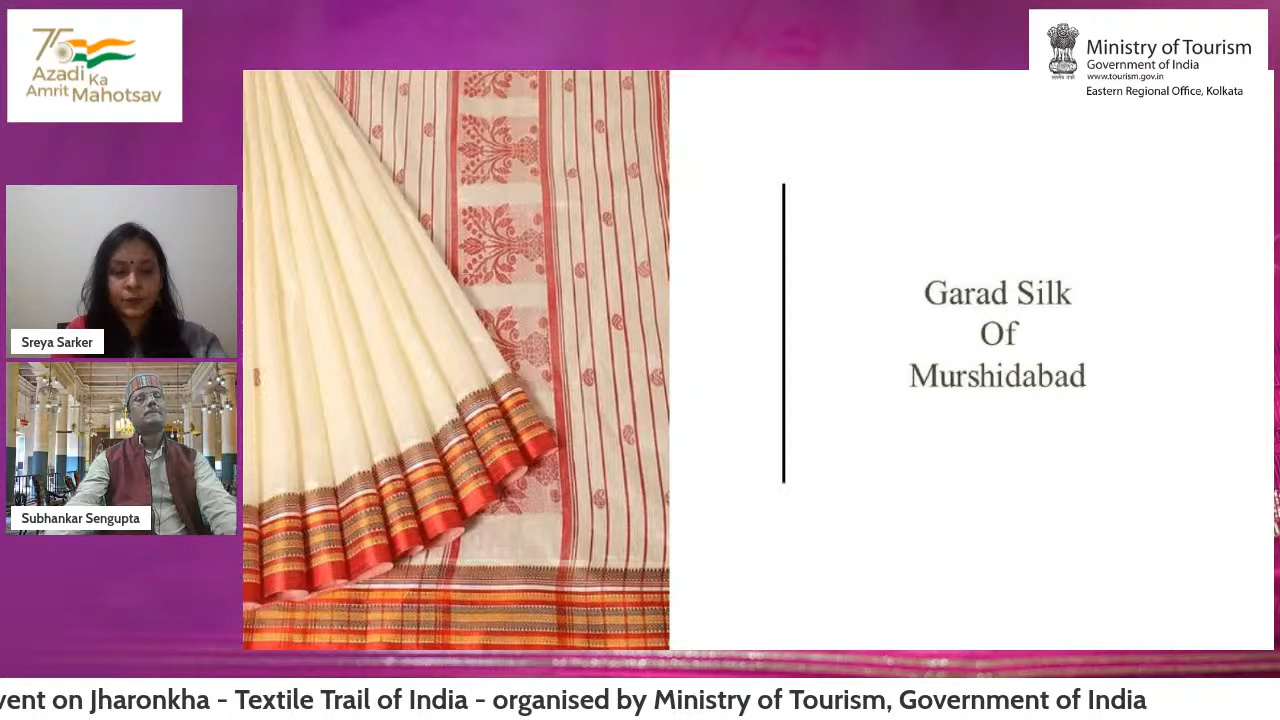 75
Azadi Ka
Amrit Mahotsav
Ministry of Tourism
Government of India
www.tourism.gov.in
Eastern Regional Office, Kolkata
Garad Silk
Of
Murshidabad
Sreya Sarker
Subhankar Sengupta
vent on Jharonkha - Textile Trail of India - organised by Ministry of Tourism, Government of India